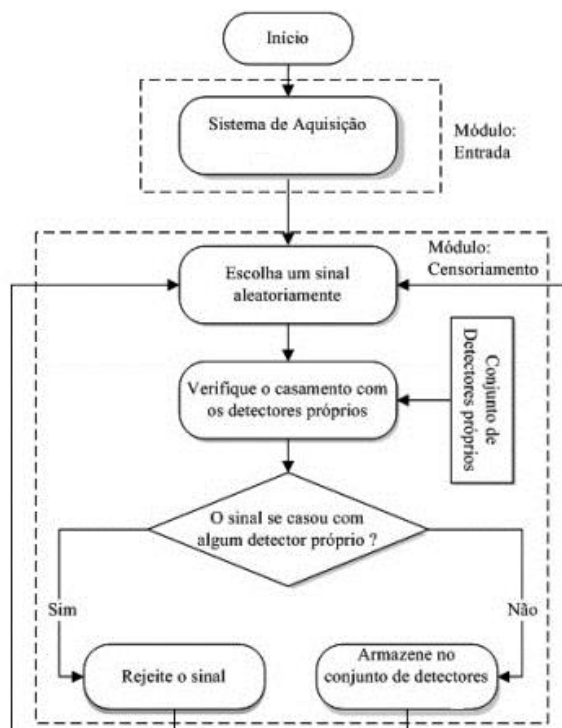 Início
Sistema de Aquisição
Módulo:
Entrada
Módulo:
Censoriamento
Escolha um sinal
aleatoriamente
Verifique o casamento com
os detectores próprios
Conjunto de
Detectores próprios
O sinal se casou com
algum detector próprio ?
Sim
Não
Rejeite o sinal
Armazene no
conjunto de detectores